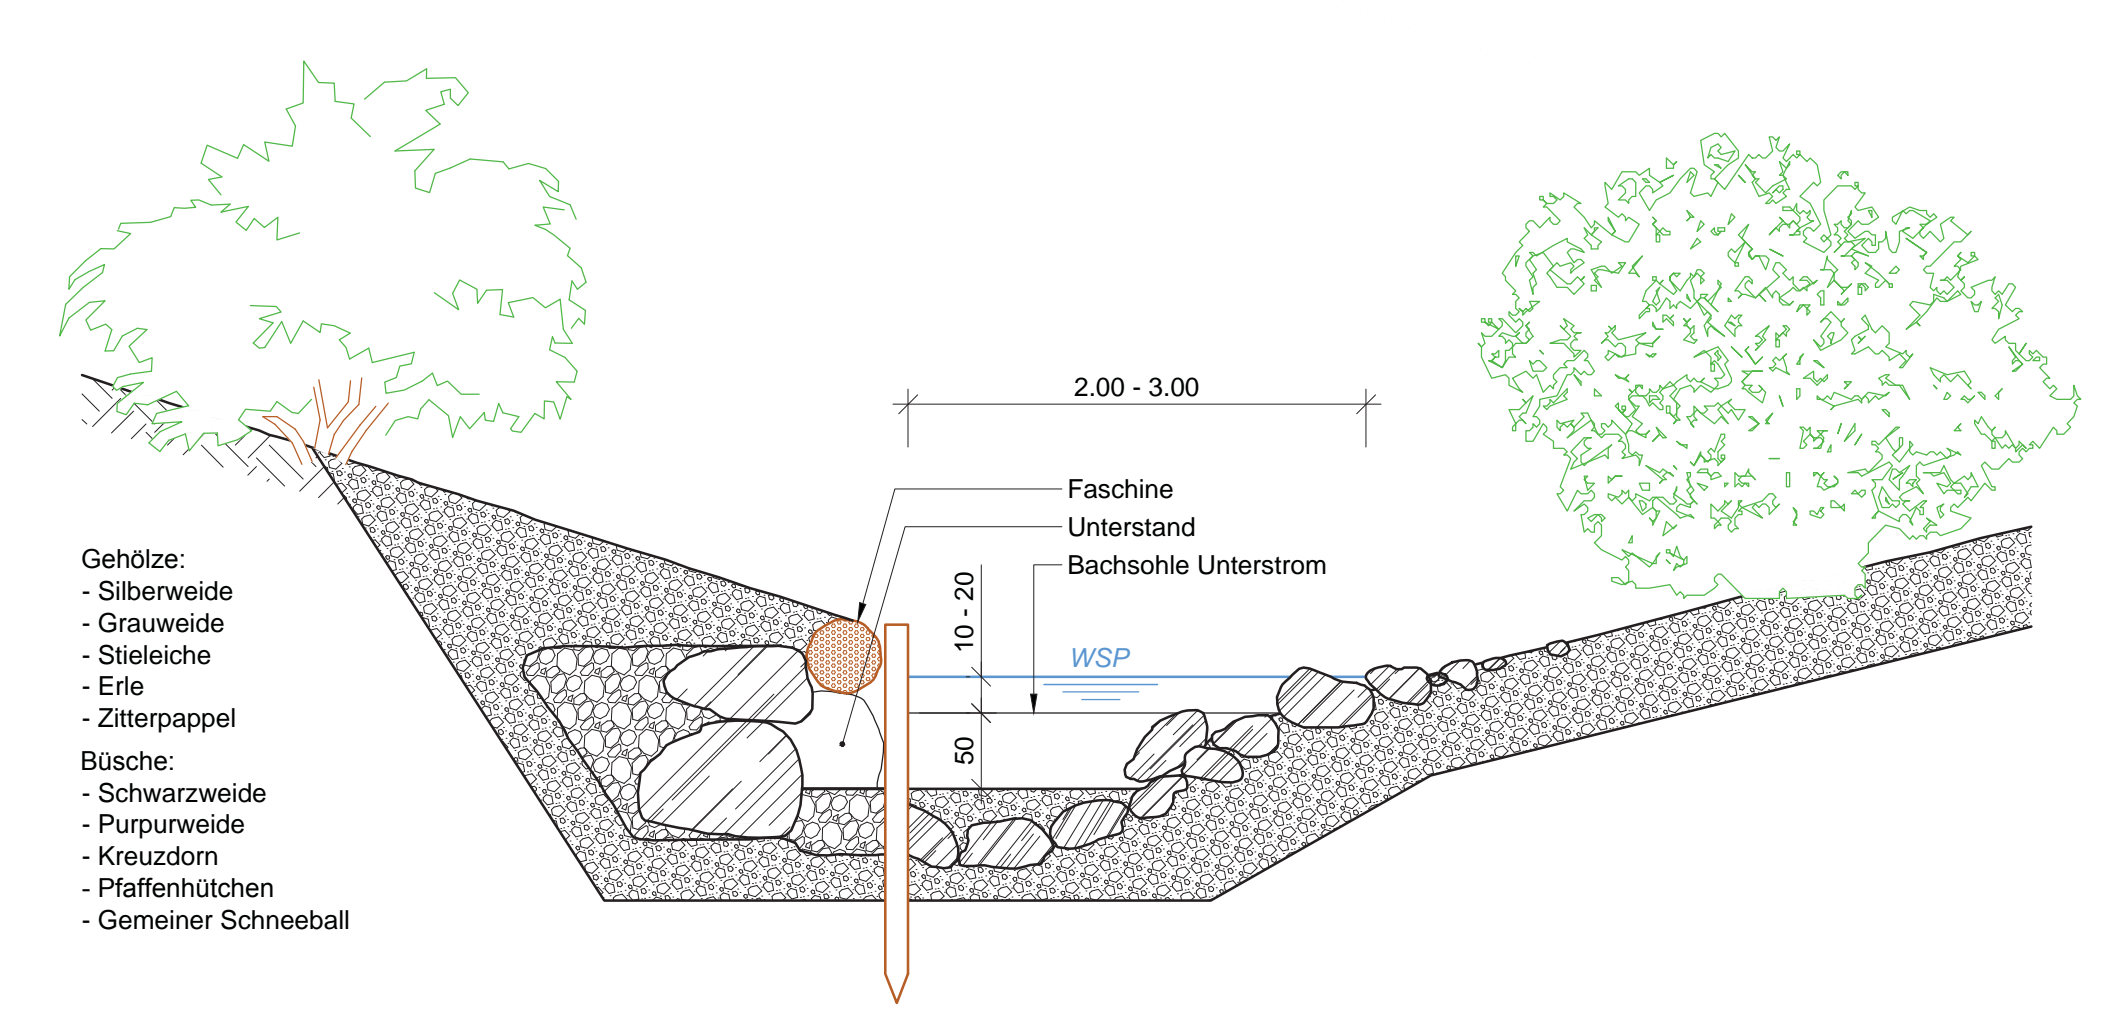 2.00 - 3.00
Faschine
Unterstand
Bachsohle Unterstrom
10 - 20
WSP
50
Gehölze:
- Silberweide
- Grauweide
- Stieleiche
- Erle
- Zitterpappel
Büsche:
- Schwarzweide
- Purpurweide
- Kreuzdorn
- Pfaffenhütchen
- Gemeiner Schneeball